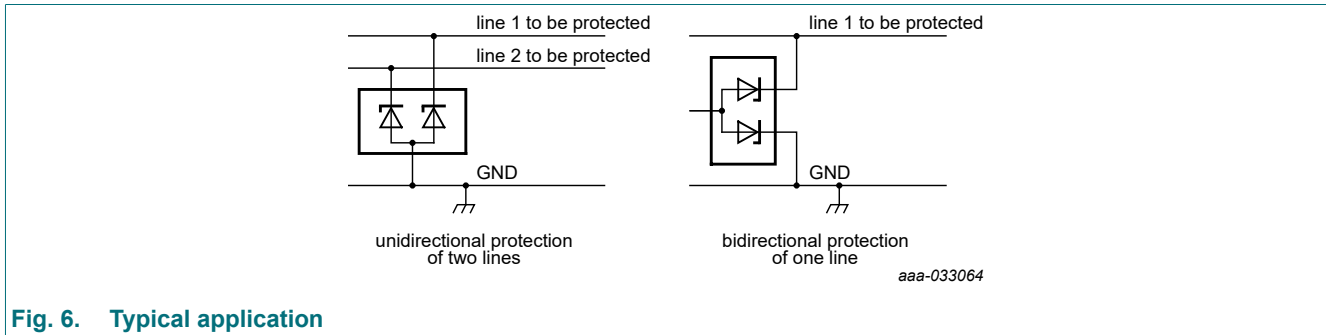 line 1 to be protected
line 2 to be protected
GND
unidirectional protection
of two lines
line 1 to be protected
GND
bidirectional protection
of one line
aaa-033064
Fig. 6. Typical application